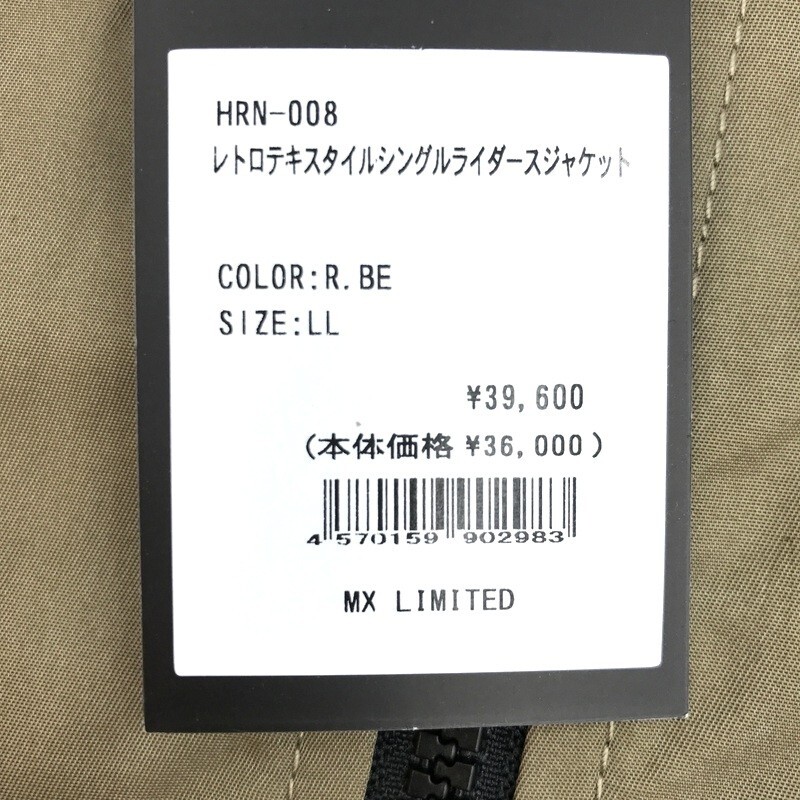 HRN-008
レトロテキスタイルシングルライダースジャケット
COLOR:R.BE
SIZE:LL
¥39,600
(本体価格 ¥36,000)
4 570159 902983
MX LIMITED